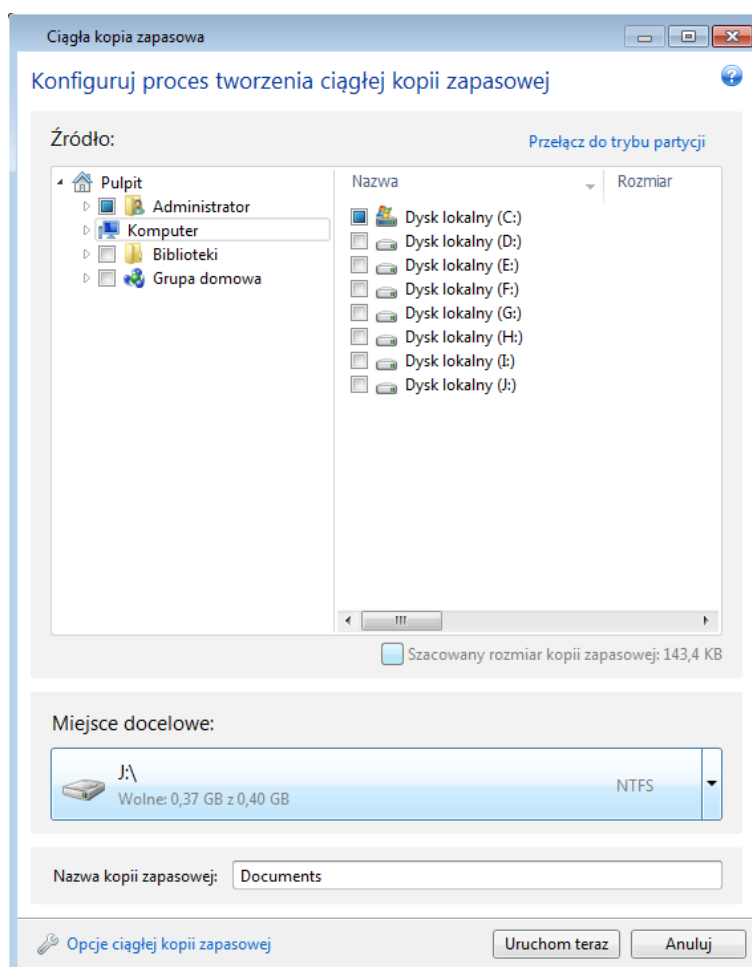 Ciągła kopia zapasowa
Konfiguruj proces tworzenia ciągłej kopii zapasowej
Źródło:
Przełącz do trybu partycji
Pulpit
Administrator
Komputer
Biblioteki
Grupa domowa
Nazwa
Rozmiar
Dysk lokalny (C:)
Dysk lokalny (D:)
Dysk lokalny (E:)
Dysk lokalny (F:)
Dysk lokalny (G:)
Dysk lokalny (H:)
Dysk lokalny (I:)
Dysk lokalny (J:)
Szacowany rozmiar kopii zapasowej: 143,4 KB
Miejsce docelowe:
J:\
Wolne: 0,37 GB z 0,40 GB
NTFS
Nazwa kopii zapasowej:
Documents
Opcje ciągłej kopii zapasowej
Uruchom teraz
Anuluj